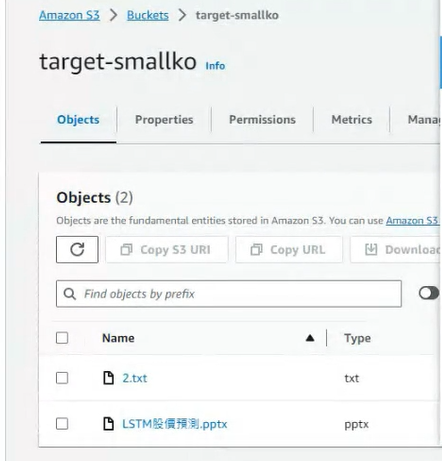 Amazon S3 > Buckets > target-smallko
target-smallko Info
Objects Properties Permissions Metrics Mana
Objects (2)
Objects are the fundamental entities stored in Amazon S3. You can use Amazon S3
Copy S3 URI Copy URL Download
Find objects by prefix
Name Type
2.txt txt
LSTM股價預測.pptx pptx